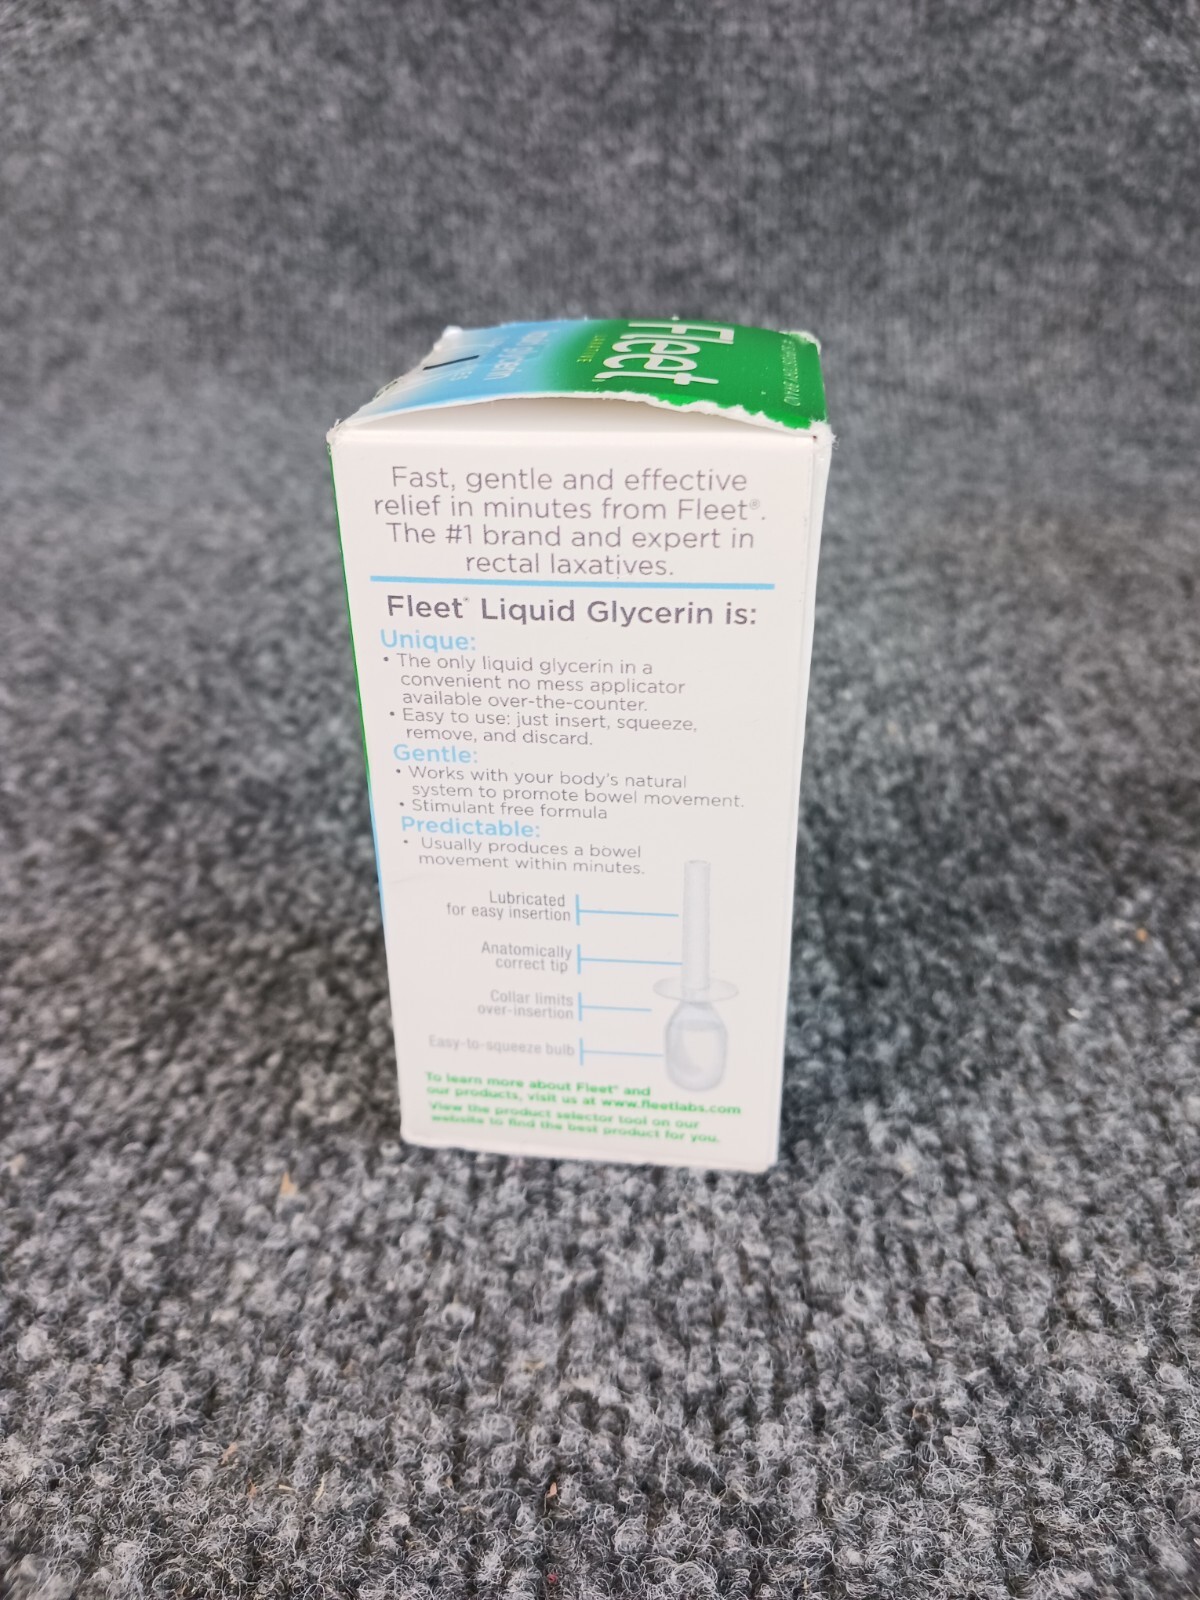 Fleet
LAXATIVE
Fast, gentle and effective
relief in minutes from Fleet®.
The #1 brand and expert in
rectal laxatives.
Fleet® Liquid Glycerin is:
Unique:
• The only liquid glycerin in a
convenient no mess applicator
available over-the-counter.
• Easy to use: just insert, squeeze,
remove, and discard.
Gentle:
• Works with your body's natural
system to promote bowel movement.
• Stimulant free formula
Predictable:
• Usually produces a bowel
movement within minutes.
Lubricated
for easy insertion
Anatomically
correct tip
Collar limits
over-insertion
Easy-to-squeeze bulb
To learn more about Fleet® and
our products, visit us at www.fleetlabs.com
View the product selector tool on our
website to find the best product for you.